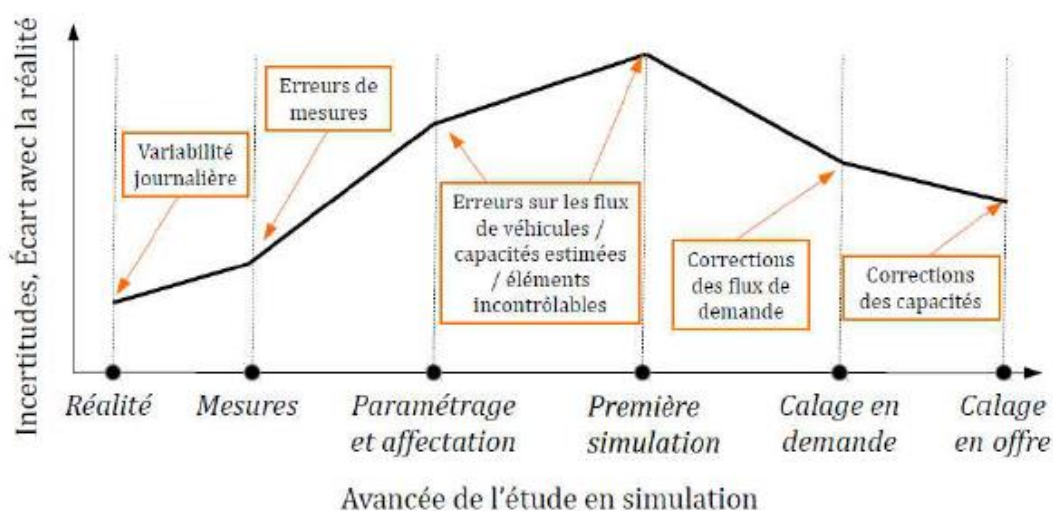 Incertitudes, Écart avec la réalité
Variabilité
journalière
Erreurs de
mesures
Erreurs sur les flux
de véhicules /
capacités estimées
/ éléments
incontrôlables
Corrections
des flux de
demande
Corrections
des capacités
Réalité
Mesures
Paramétrage
et affectation
Première
simulation
Calage en
demande
Calage
en offre
Avancée de l'étude en simulation